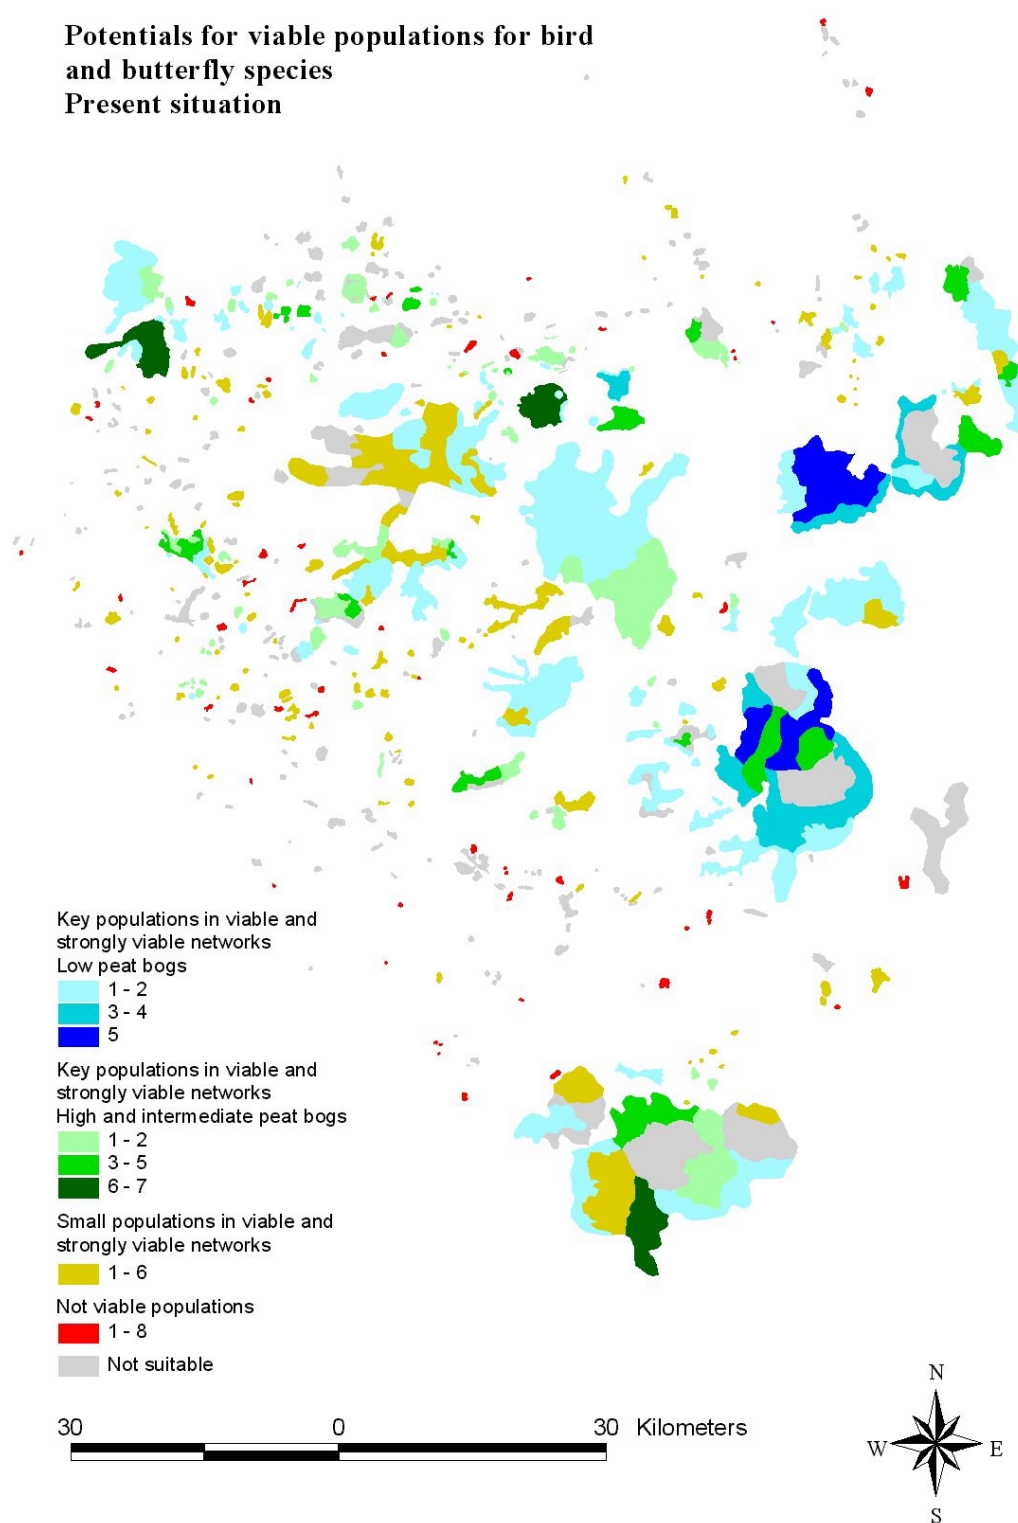 Potentials for viable populations for bird
and butterfly species
Present situation
Key populations in viable and
strongly viable networks
Low peat bogs
1 - 2
3 - 4
5
Key populations in viable and
strongly viable networks
High and intermediate peat bogs
1 - 2
3 - 5
6 - 7
Small populations in viable and
strongly viable networks
1 - 6
Not viable populations
1 - 8
Not suitable
30 0 30 Kilometers
N
W E
S